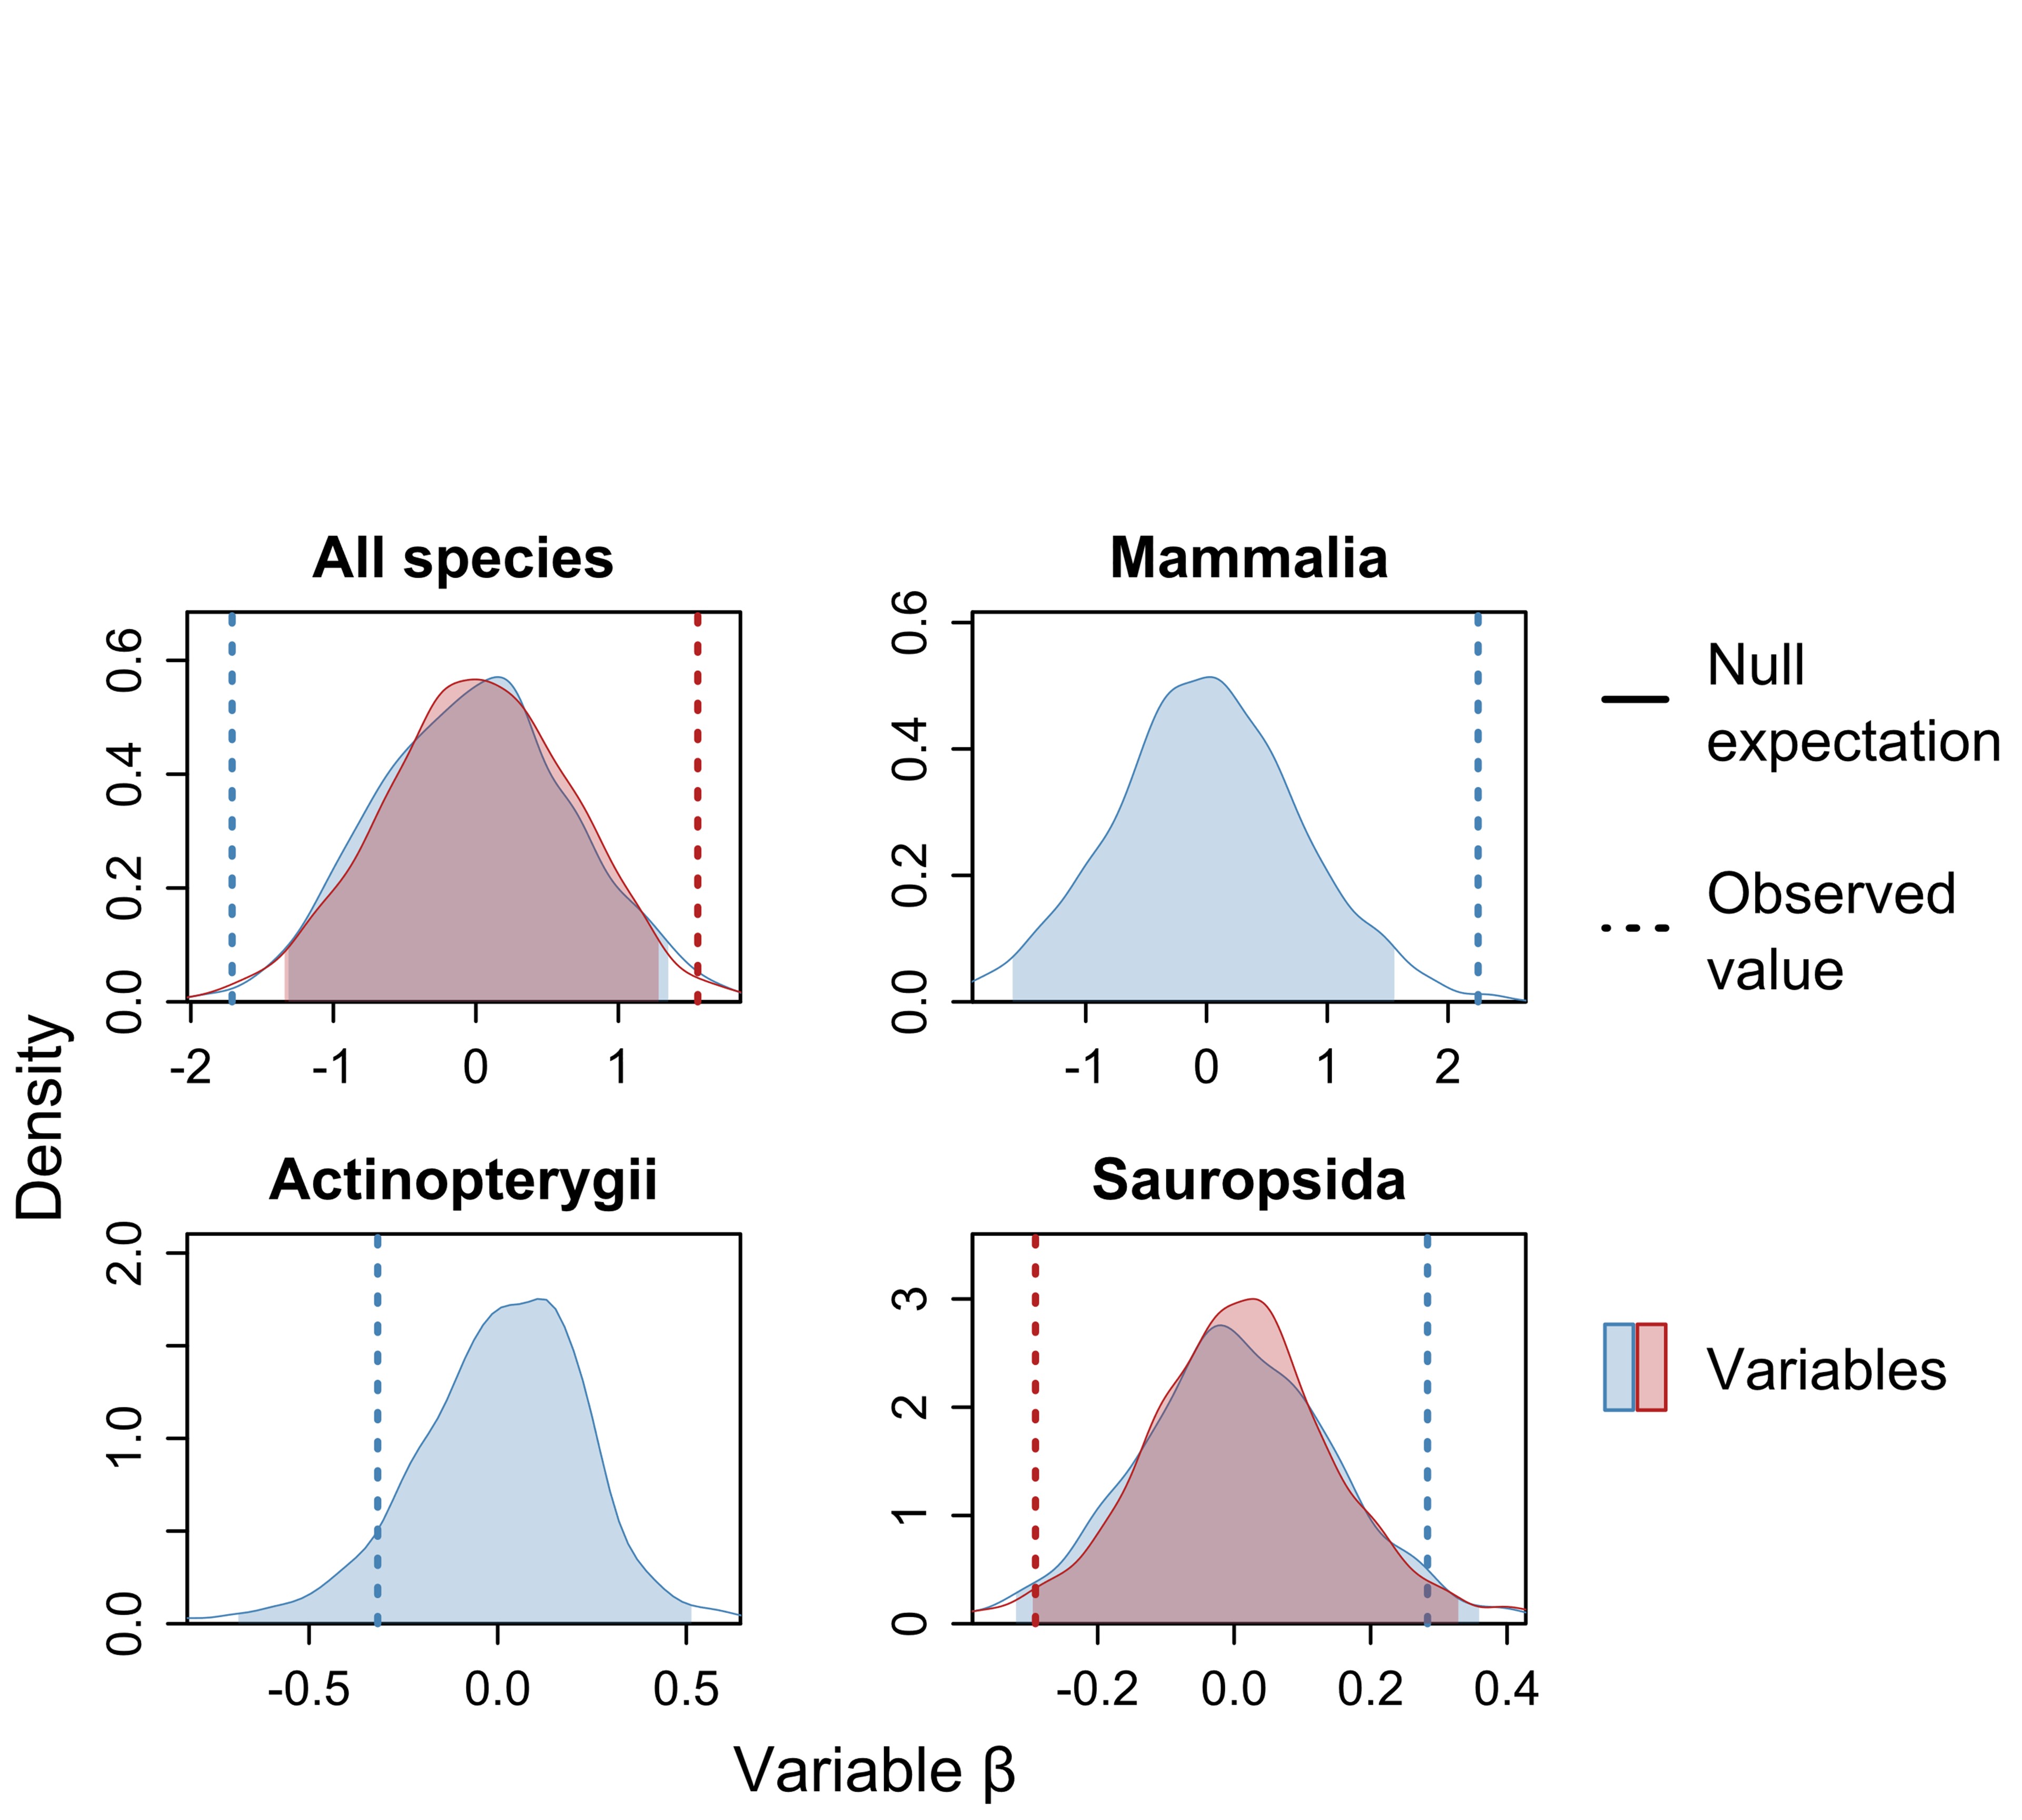 All species
Mammalia
0.0 0.2 0.4 0.6
-2 -1 0 1
0.0 0.2 0.4 0.6
-1 0 1 2
Null
expectation
Observed
value
Density
Actinopterygii
Sauropsida
0.0 1.0 2.0
-0.5 0.0 0.5
0 1 2 3
-0.2 0.0 0.2 0.4
Variables
Variable β